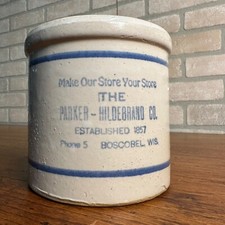 Make Our Store Your Store
THE
PARKER-HILDEBRAND CO.
ESTABLISHED 1857
Phone 5 BOSCOBEL, WIS.